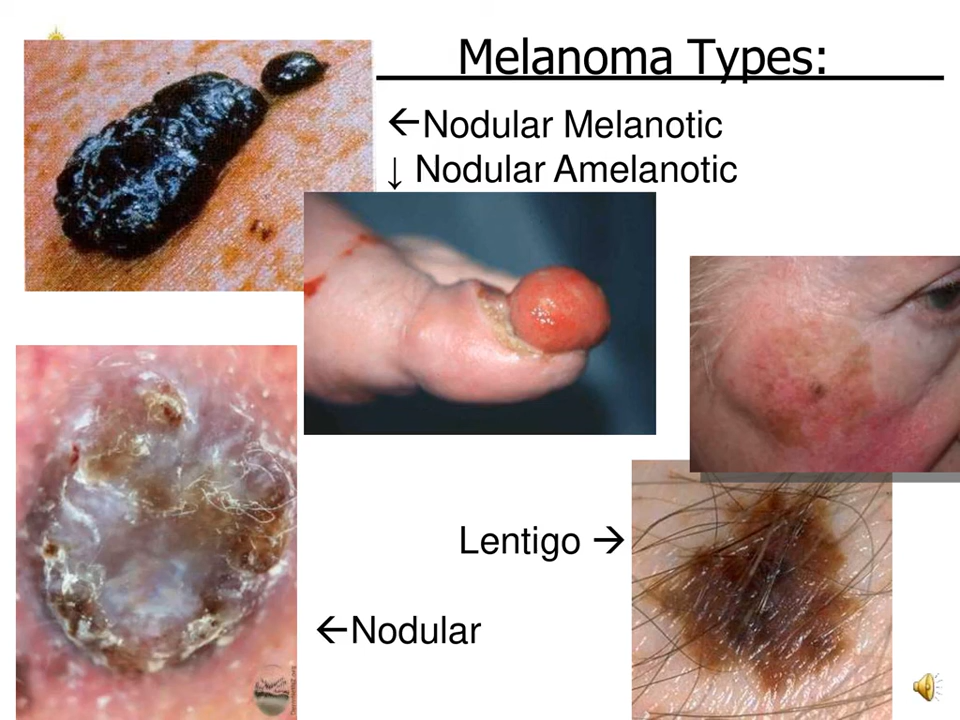 Melanoma Types:
←Nodular Melanotic
↓ Nodular Amelanotic
Lentigo →
←Nodular